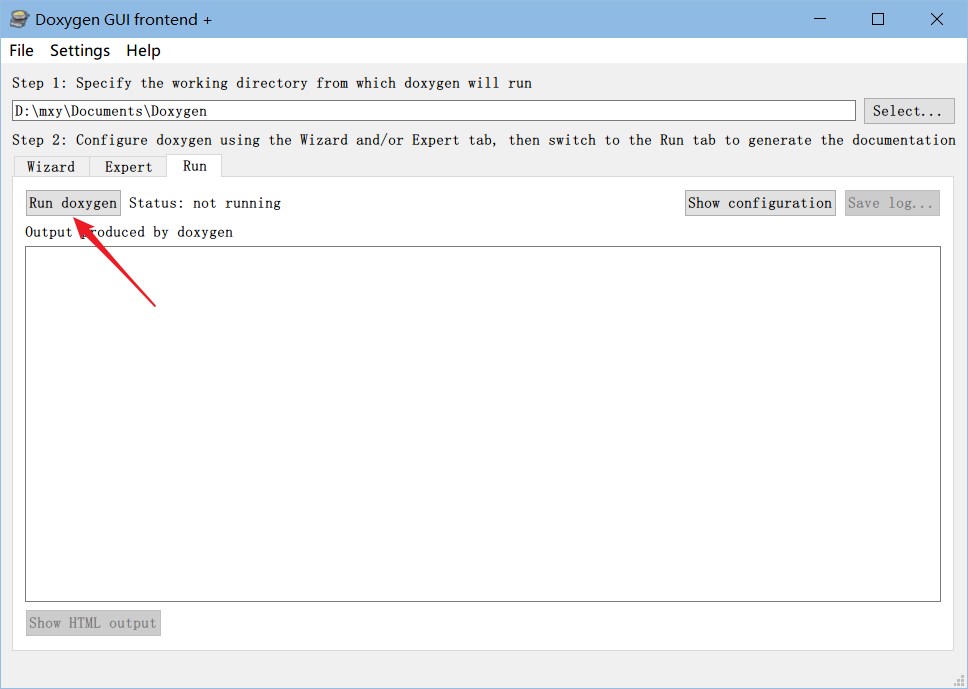 Doxygen GUI frontend +
File Settings Help
Step 1: Specify the working directory from which doxygen will run
D:\mxy\Documents\Doxygen Select...
Step 2: Configure doxygen using the Wizard and/or Expert tab, then switch to the Run tab to generate the documentation
Wizard Expert Run
Run doxygen Status: not running Show configuration Save log...
Output produced by doxygen
Show HTML output